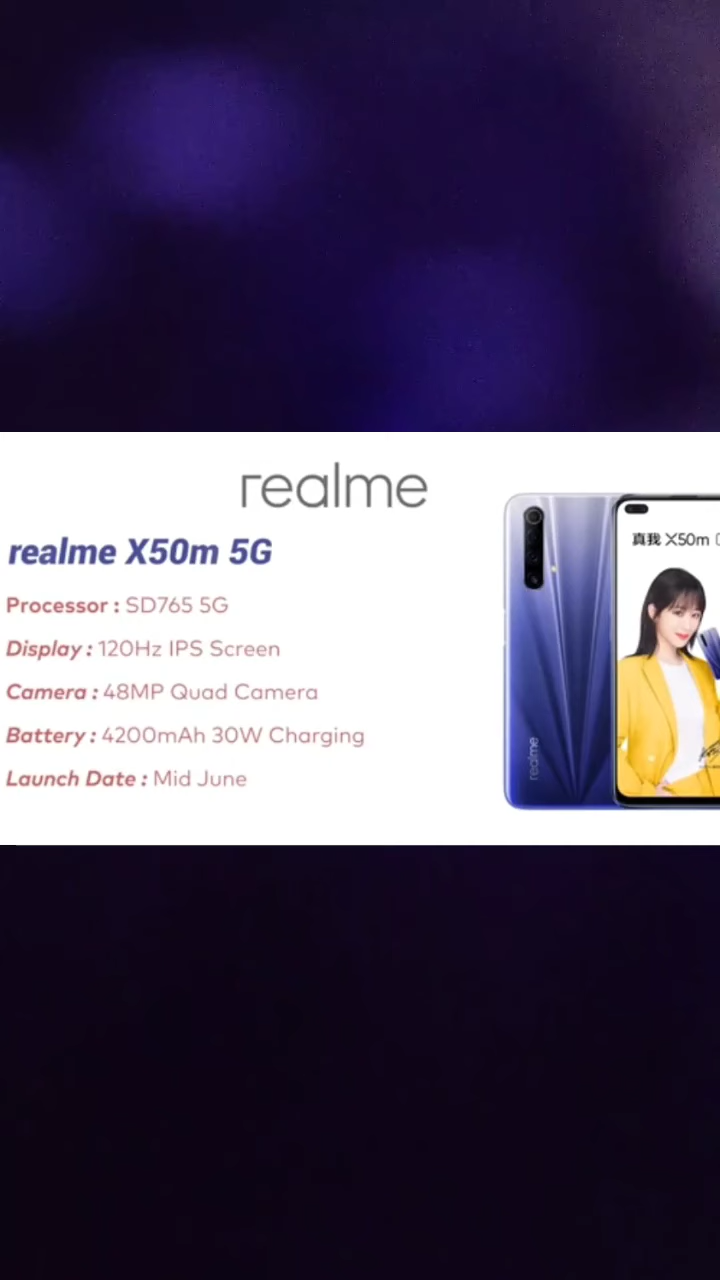 realme
realme X50m 5G
Processor : SD765 5G
Display : 120Hz IPS Screen
Camera : 48MP Quad Camera
Battery : 4200mAh 30W Charging
Launch Date : Mid June
realme
真我 X50m